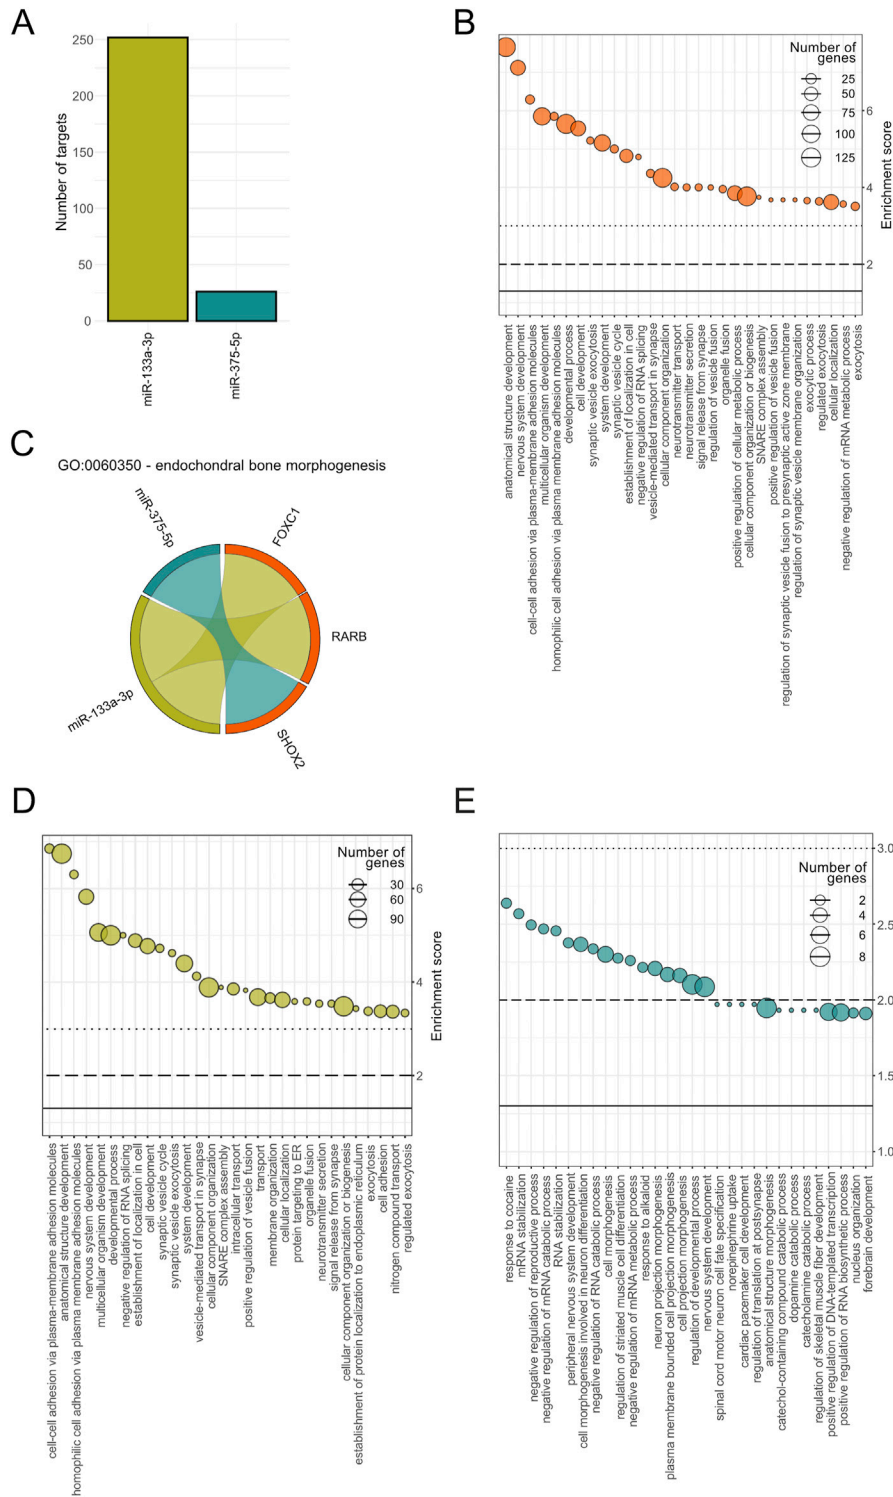 A
Number of targets
250
200
150
100
50
0
miR-133a-3p
miR-375-5p
B
Number of
genes
25
50
75
100
125
6
4
2
Enrichment score
anatomical structure development
nervous system development
cell-cell adhesion via plasma-membrane adhesion molecules
multicellular organism development
homophilic cell adhesion via plasma membrane adhesion molecules
developmental process
cell development
synaptic vesicle exocytosis
system development
synaptic vesicle cycle
establishment of localization in cell
negative regulation of RNA splicing
vesicle-mediated transport in synapse
cellular component organization
neurotransmitter transport
neurotransmitter secretion
signal release from synapse
regulation of vesicle fusion
organelle fusion
positive regulation of cellular metabolic process
cellular component organization or biogenesis
SNARE complex assembly
positive regulation of vesicle fusion
regulation of synaptic vesicle fusion to presynaptic active zone membrane
regulation of synaptic vesicle membrane organization
exocytic process
regulated exocytosis
cellular localization
negative regulation of mRNA metabolic process
exocytosis
C
GO:0060350 - endochondral bone morphogenesis
miR-375-5p
FOXC1
RARB
miR-133a-3p
SHOX2
D
Number of
genes
30
60
90
6
4
2
Enrichment score
cell-cell adhesion via plasma-membrane adhesion molecules
anatomical structure development
homophilic cell adhesion via plasma membrane adhesion molecules
nervous system development
multicellular organism development
developmental process
negative regulation of RNA splicing
establishment of localization in cell
cell development
synaptic vesicle cycle
synaptic vesicle exocytosis
system development
vesicle-mediated transport in synapse
cellular component organization
SNARE complex assembly
intracellular transport
positive regulation of vesicle fusion
transport
membrane organization
cellular localization
protein targeting to ER
organelle fusion
neurotransmitter secretion
signal release from synapse
cellular component organization or biogenesis
establishment of protein localization to endoplasmic reticulum
exocytosis
cell adhesion
nitrogen compound transport
regulated exocytosis
E
Number of
genes
2
4
6
8
3.0
2.5
2.0
1.5
1.0
response to cocaine
mRNA stabilization
negative regulation of reproductive process
negative regulation of mRNA catabolic process
RNA stabilization
peripheral nervous system development
cell morphogenesis involved in neuron differentiation
negative regulation of RNA catabolic process
cell morphogenesis
regulation of striated muscle cell differentiation
negative regulation of mRNA metabolic process
response to alkaloid
neuron projection morphogenesis
plasma membrane bounded cell projection morphogenesis
cell projection morphogenesis
regulation of developmental process
nervous system development
spinal cord motor neuron cell fate specification
norepinephrine uptake
cardiac pacemaker cell development
regulation of translation at postsynapse
anatomical structure morphogenesis
catechol-containing compound catabolic process
dopamine catabolic process
catecholamine catabolic process
regulation of skeletal muscle fiber development
positive regulation of DNA-templated transcription
positive regulation of RNA biosynthetic process
nucleus organization
forebrain development